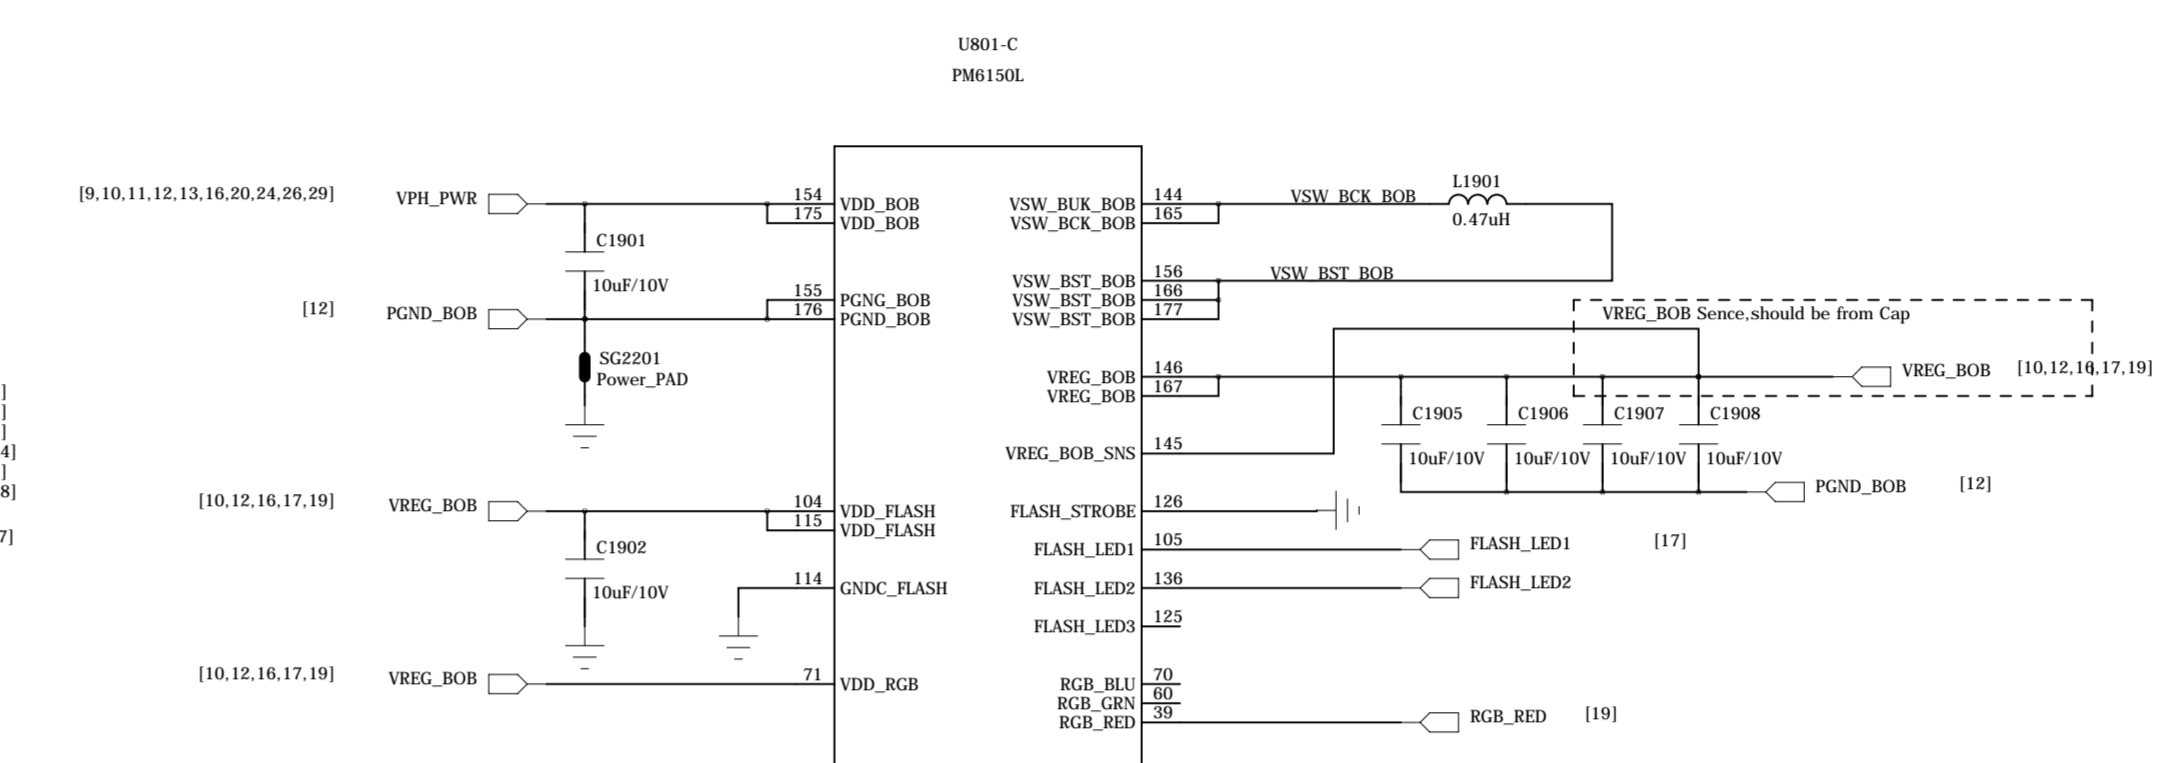 U801-C
PM6150L
[9,10,11,12,13,16,20,24,26,29] VPH_PWR 154 VDD_BOB VSW_BUK_BOB 144 VSW_BCK_BOB L1901
175 VDD_BOB VSW_BCK_BOB 165 0.47uH
C1901
10uF/10V
VSW_BST_BOB 156 VSW_BST_BOB
[12] PGND_BOB 155 PGNG_BOB VSW_BST_BOB 166
176 PGND_BOB VSW_BST_BOB 177
VREG_BOB Sence,should be from Cap
SG2201
Power_PAD
VREG_BOB 146 VREG_BOB [10,12,16,17,19]
VREG_BOB 167
]
]
]
4]
]
8]
7]
C1905 C1906 C1907 C1908
10uF/10V 10uF/10V 10uF/10V 10uF/10V
VREG_BOB_SNS 145
PGND_BOB [12]
[10,12,16,17,19] VREG_BOB 104 VDD_FLASH FLASH_STROBE 126
115 VDD_FLASH
C1902
10uF/10V
FLASH_LED1 105 FLASH_LED1 [17]
114 GNDC_FLASH FLASH_LED2 136 FLASH_LED2
FLASH_LED3 125
[10,12,16,17,19] VREG_BOB 71 VDD_RGB RGB_BLU 70
RGB_GRN 60
RGB_RED 39 RGB_RED [19]